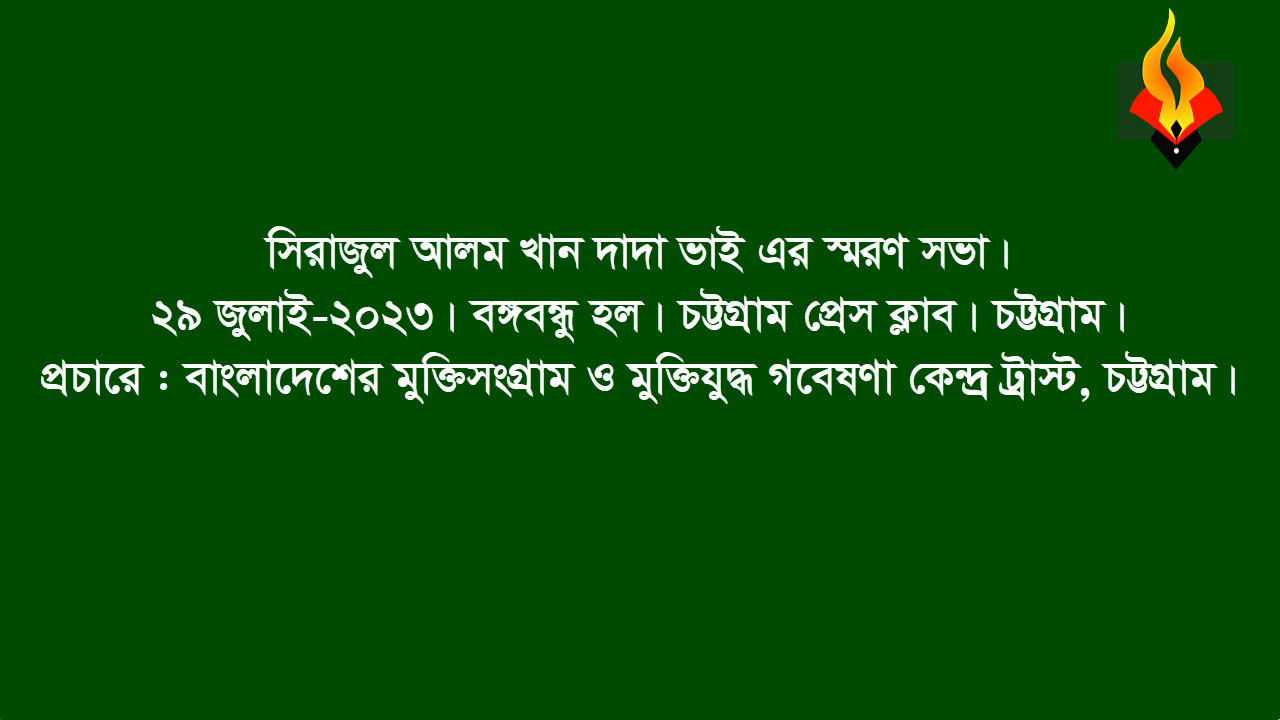 সিরাজুল আলম খান দাদা ভাই এর স্মরণ সভা।
২৯ জুলাই-২০২৩। বঙ্গবন্ধু হল। চট্টগ্রাম প্রেস ক্লাব। চট্টগ্রাম।
প্রচারে : বাংলাদেশের মুক্তিসংগ্রাম ও মুক্তিযুদ্ধ গবেষণা কেন্দ্র ট্রাস্ট, চট্টগ্রাম।